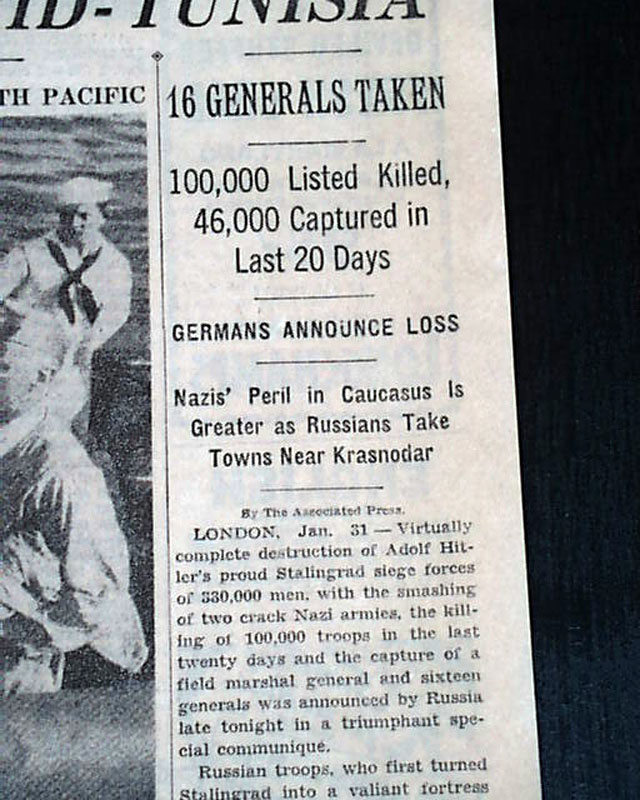 ID-TUNISIA
TH PACIFIC
16 GENERALS TAKEN
100,000 Listed Killed,
46,000 Captured in
Last 20 Days
GERMANS ANNOUNCE LOSS
Nazis' Peril in Caucasus Is
Greater as Russians Take
Towns Near Krasnodar
By The Associated Press.
LONDON, Jan. 31 — Virtually
complete destruction of Adolf Hit-
ler's proud Stalingrad siege forces
of 330,000 men, with the smashing
of two crack Nazi armies, the kill-
ing of 100,000 troops in the last
twenty days and the capture of a
field marshal general and sixteen
generals was announced by Russia
late tonight in a triumphant spe-
cial communique.
Russian troops, who first turned
Stalingrad into a valiant fortress